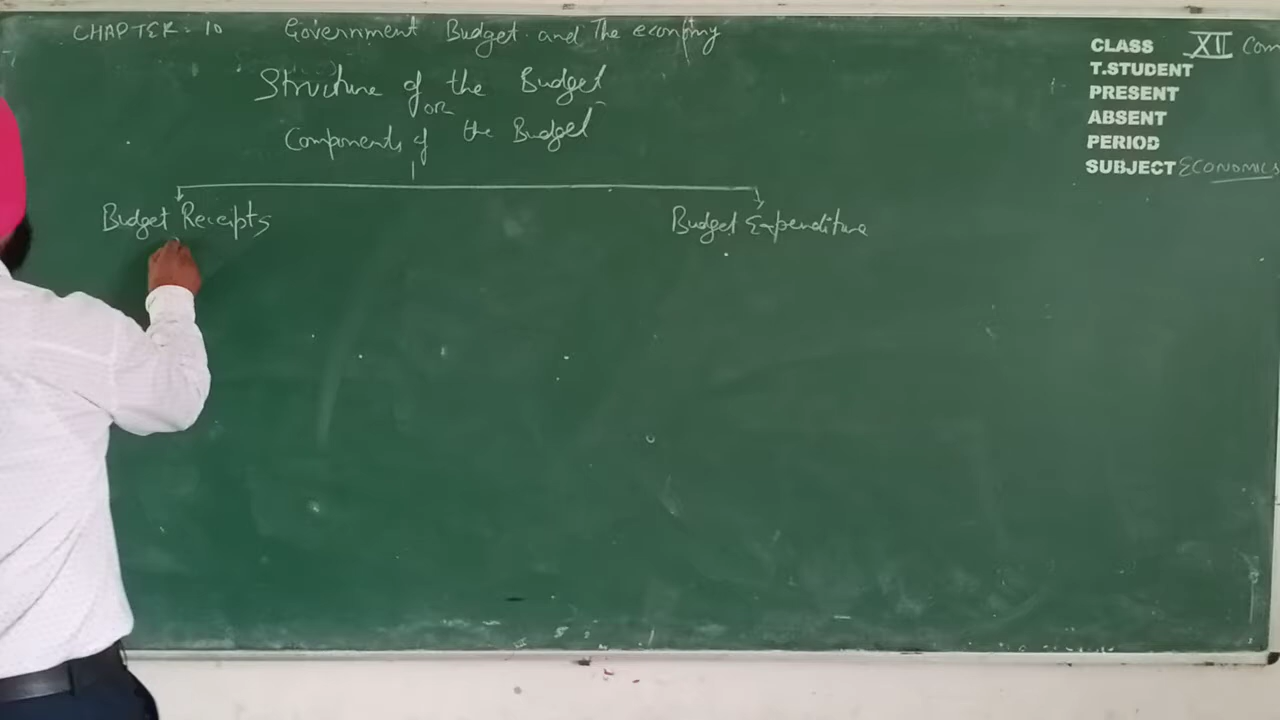 CHAPTER: 10 Government Budget and The economy
Structure of the Budget
OR
Components of the Budget
Budget Receipts
Budget Expenditure
CLASS XII Com
T.STUDENT
PRESENT
ABSENT
PERIOD
SUBJECT ECONOMICS